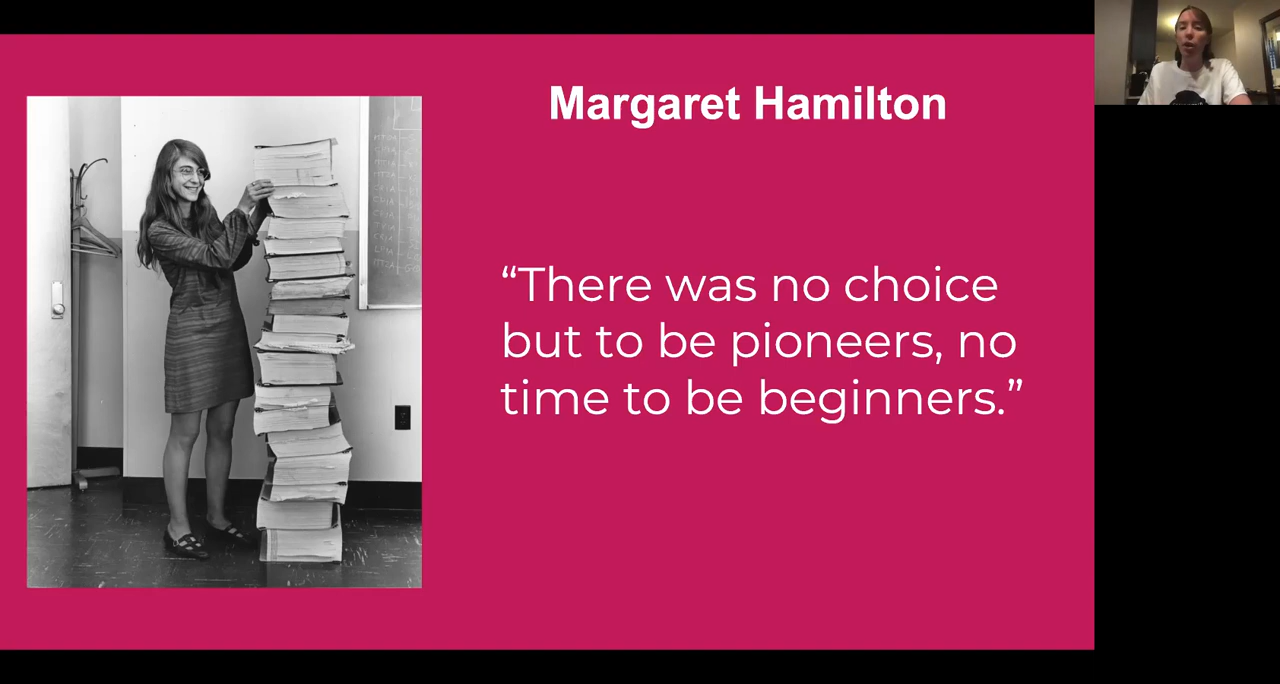 Margaret Hamilton
“There was no choice
but to be pioneers, no
time to be beginners.”